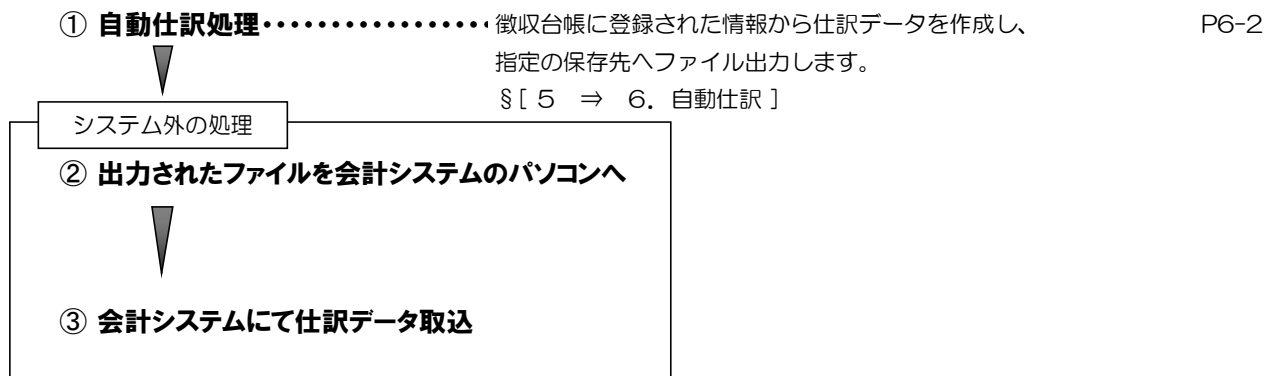 ① 自動仕訳処理・・・・・・・・・・・・・・・・・徴収台帳に登録された情報から仕訳データを作成し、 P6-2
指定の保存先へファイル出力します。
§[ 5 ⇒ 6．自動仕訳 ]
システム外の処理
② 出力されたファイルを会計システムのパソコンへ
③ 会計システムにて仕訳データ取込